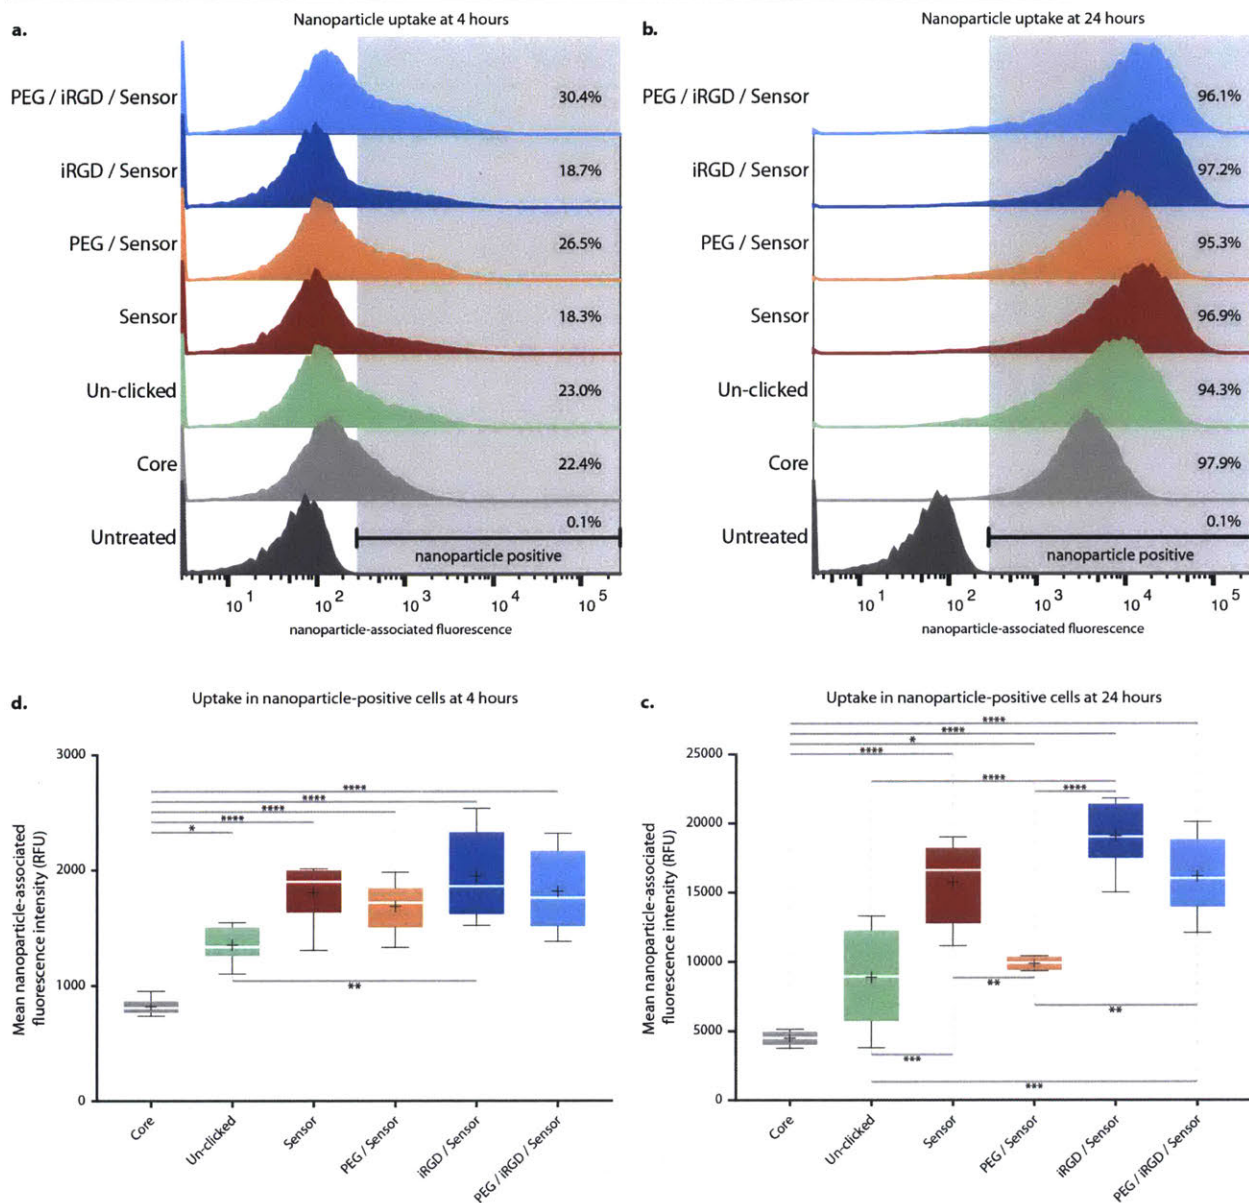 a.
Nanoparticle uptake at 4 hours
PEG / iRGD / Sensor
30.4%
iRGD / Sensor
18.7%
PEG / Sensor
26.5%
Sensor
18.3%
Un-clicked
23.0%
Core
22.4%
Untreated
0.1%
nanoparticle positive
10^1 10^2 10^3 10^4 10^5
nanoparticle-associated fluorescence
b.
Nanoparticle uptake at 24 hours
PEG / iRGD / Sensor
96.1%
iRGD / Sensor
97.2%
PEG / Sensor
95.3%
Sensor
96.9%
Un-clicked
94.3%
Core
97.9%
Untreated
0.1%
nanoparticle positive
10^1 10^2 10^3 10^4 10^5
nanoparticle-associated fluorescence
d.
Uptake in nanoparticle-positive cells at 4 hours
Mean nanoparticle-associated
fluorescence intensity (RFU)
3000
2000
1000
0
****
****
****
****
*
**
Core
Un-clicked
Sensor
PEG / Sensor
iRGD / Sensor
PEG / iRGD / Sensor
c.
Uptake in nanoparticle-positive cells at 24 hours
Mean nanoparticle-associated
fluorescence intensity (RFU)
25000
20000
15000
10000
5000
0
****
****
*
****
****
****
**
**
***
***
Core
Un-clicked
Sensor
PEG / Sensor
iRGD / Sensor
PEG / iRGD / Sensor